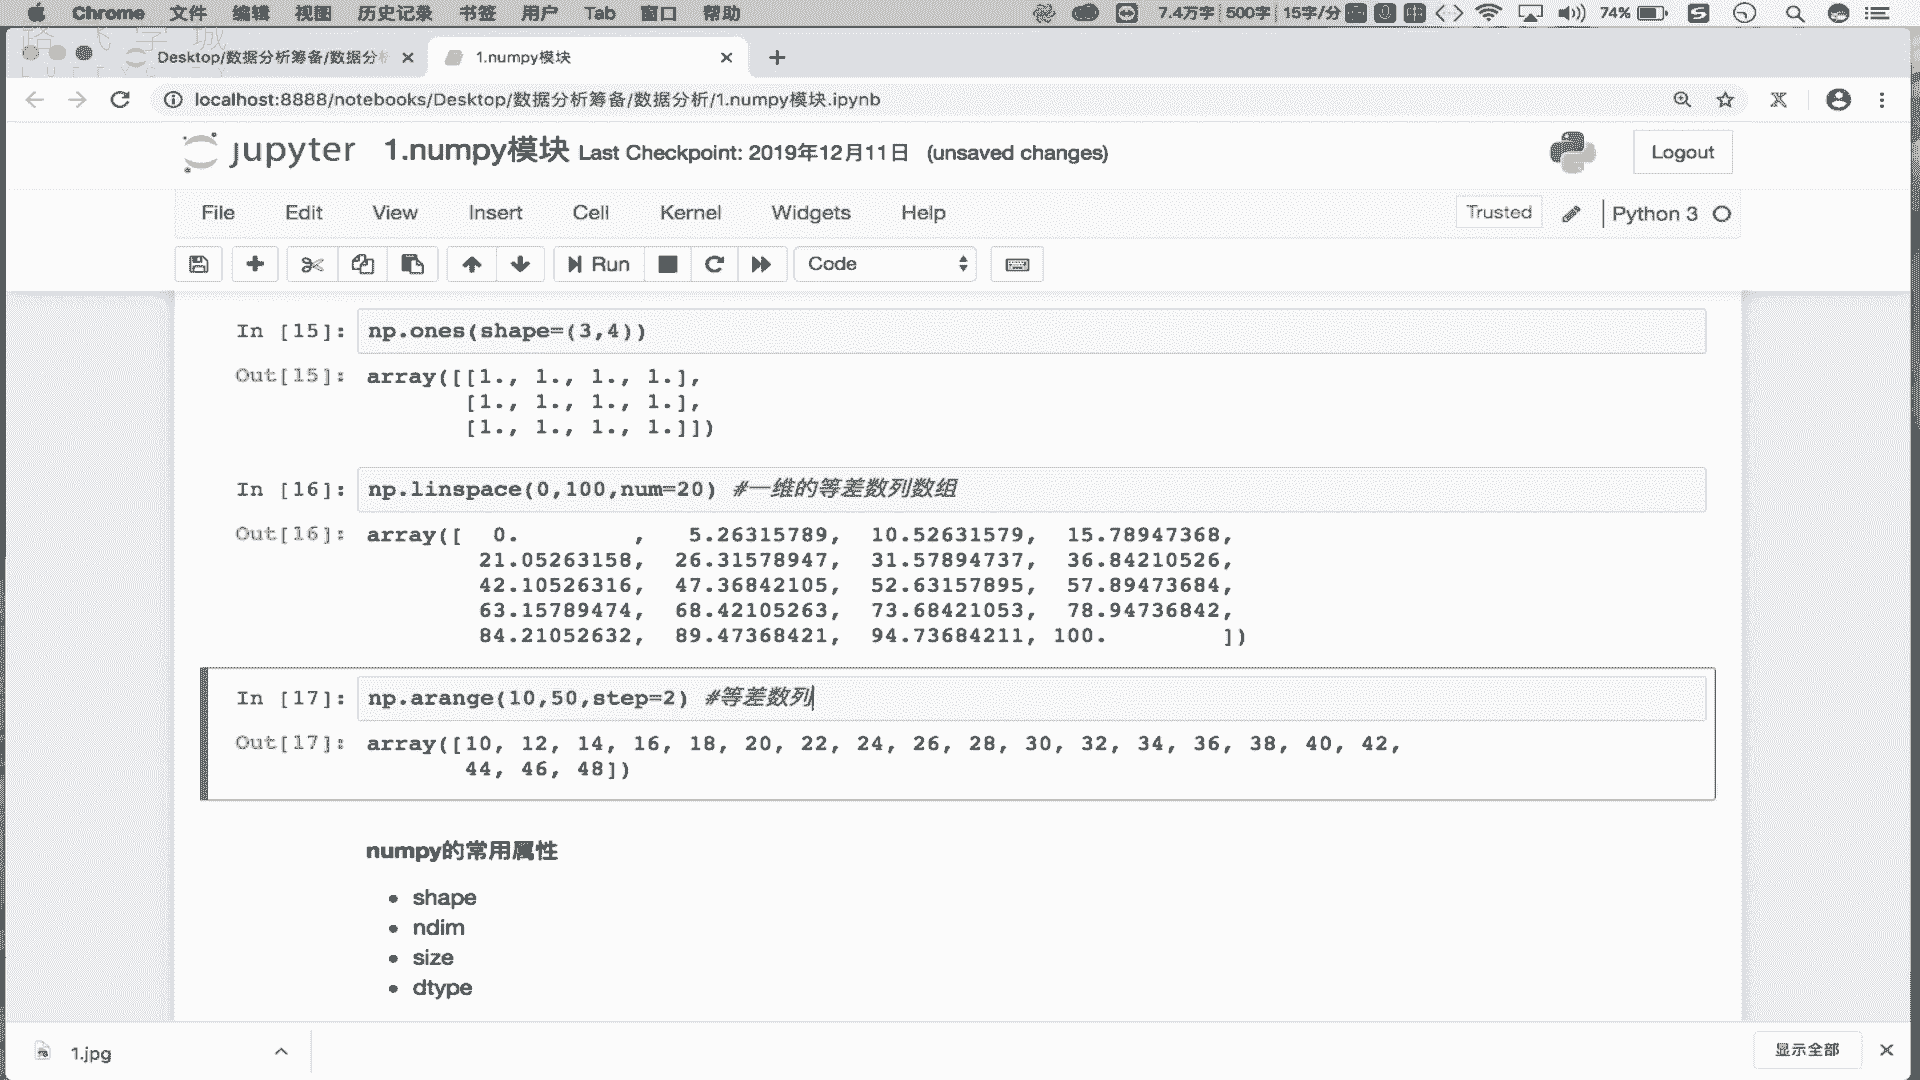 Chrome 文件 编辑 视图 历史记录 书签 用户 Tab 窗口 帮助 7.4万字 500字 15字/分 74%
路飞学城
Desktop/数据分析筹备/数据分析 1.numpy模块
localhost:8888/notebooks/Desktop/数据分析筹备/数据分析/1.numpy模块.ipynb
jupyter 1.numpy模块 Last Checkpoint: 2019年12月11日 (unsaved changes) Logout
File Edit View Insert Cell Kernel Widgets Help Trusted Python 3
Run Code
In [15]: np.ones(shape=(3,4))
Out[15]: array([[1., 1., 1., 1.],
[1., 1., 1., 1.],
[1., 1., 1., 1.]])
In [16]: np.linspace(0,100,num=20) #一维的等差数列数组
Out[16]: array([ 0. , 5.26315789, 10.52631579, 15.78947368,
21.05263158, 26.31578947, 31.57894737, 36.84210526,
42.10526316, 47.36842105, 52.63157895, 57.89473684,
63.15789474, 68.42105263, 73.68421053, 78.94736842,
84.21052632, 89.47368421, 94.73684211, 100. ])
In [17]: np.arange(10,50,step=2) #等差数列
Out[17]: array([10, 12, 14, 16, 18, 20, 22, 24, 26, 28, 30, 32, 34, 36, 38, 40, 42,
44, 46, 48])
numpy的常用属性
shape
ndim
size
dtype
1.jpg 显示全部